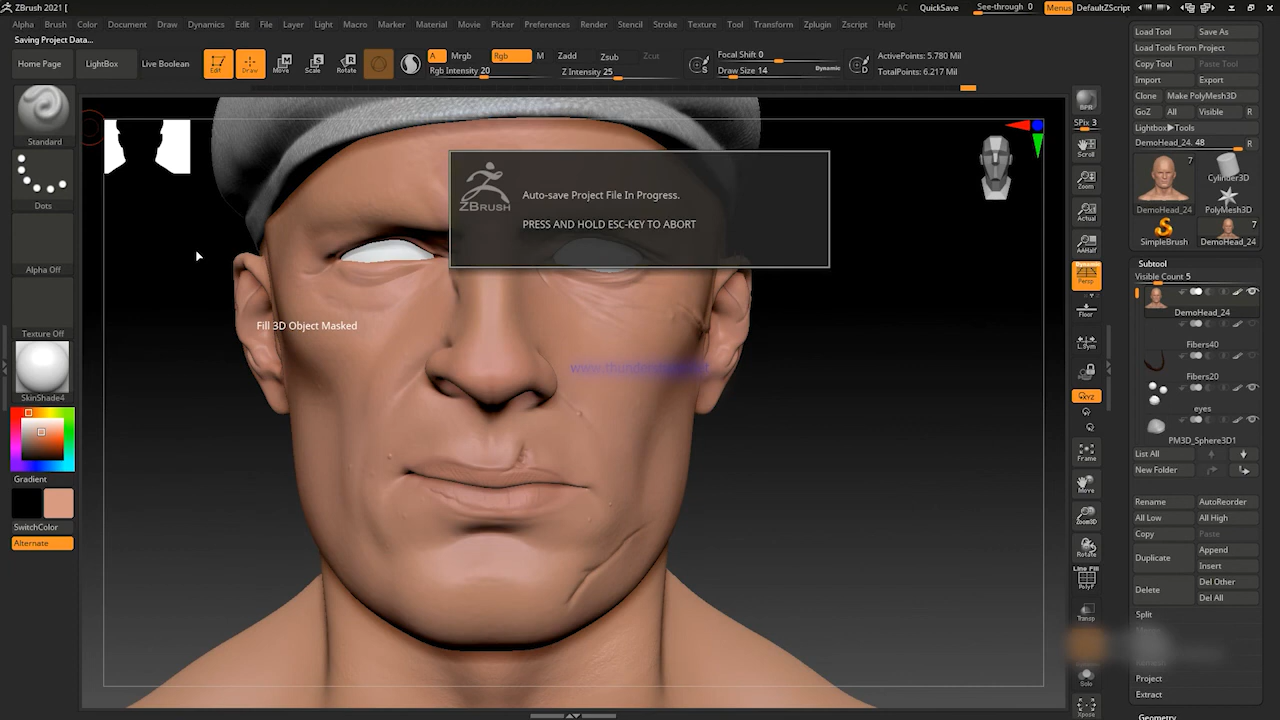 ZBrush 2021 [
AC QuickSave See-through 0 Menus DefaultZScript
Alpha Brush Color Document Draw Dynamics Edit File Layer Light Macro Marker Material Movie Picker Preferences Render Stencil Stroke Texture Tool Transform Zplugin Zscript Help
Saving Project Data...
Home Page LightBox Live Boolean Edit Draw Move Scale Rotate
A Mrgb Rgb M Zadd Zsub Zcut
Rgb Intensity 20 Z Intensity 25
Focal Shift 0
Draw Size 14 Dynamic
S D
ActivePoints: 5.780 Mil
TotalPoints: 6.217 Mil
Standard
Dots
Alpha Off
Texture Off
SkinShade4
Gradient
SwitchColor
Alternate
ZBRUSH
Auto-save Project File In Progress.
PRESS AND HOLD ESC-KEY TO ABORT
Fill 3D Object Masked
BPR
SPix 3
Scroll
Zoom
Actual
AAHalf
Dynamic
Persp
Floor
L.Sym
XYZ
Frame
Move
Zoom3D
Rotate
Line Fill
PolyF
Transp
Solo
Xpose
Load Tool Save As
Load Tools From Project
Copy Tool Paste Tool
Import Export
Clone Make PolyMesh3D
GoZ All Visible R
Lightbox▶Tools
DemoHead_24. 48 R
7
DemoHead_24 Cylinder3D
PolyMesh3D
SimpleBrush 7 DemoHead_24
Subtool
Visible Count 5
DemoHead_24
Fibers40
Fibers20
eyes
PM3D_Sphere3D1
List All
New Folder
Rename AutoReorder
All Low All High
Copy Paste
Duplicate Append
Insert
Delete Del Other
Del All
Split
Project
Extract
Geometry